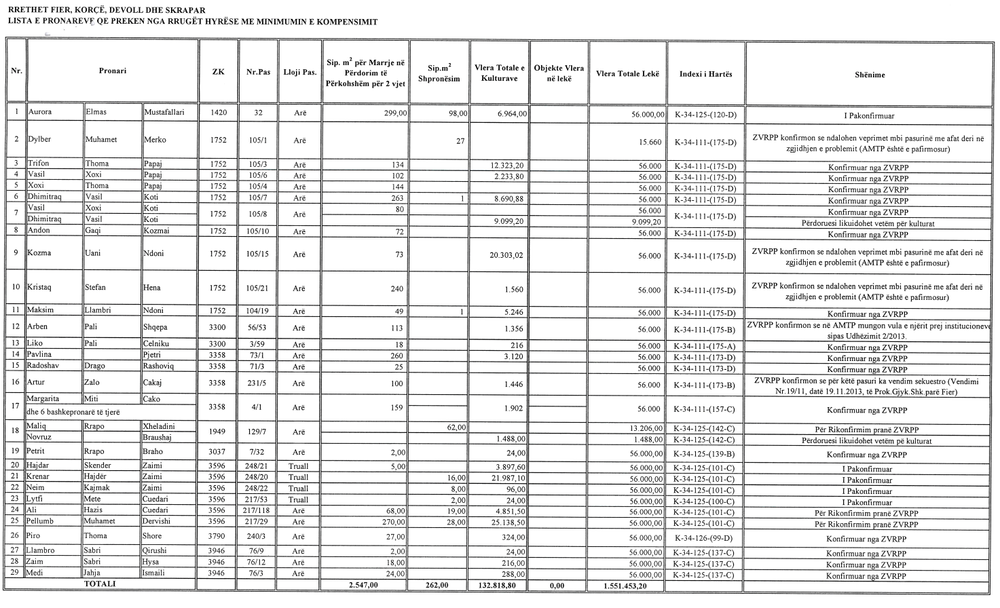 RRETHET FIER, KORÇË, DEVOLL DHE SKRAPAR
LISTA E PRONAREVE QE PREKEN NGA RRUGËT HYRËSE ME MINIMUMIN E KOMPENSIMIT
Nr. Pronari ZK Nr.Pas Lloji Pas. Sip. m² për Marrje në Përdorim të Përkohshëm për 2 vjet Sip.m² Shpronësim Vlera Totale e Kulturave Objekte Vlera në lekë Vlera Totale Lekë Indexi i Hartës Shënime
1 Aurora Elmas Mustafallari 1420 32 Arë 299,00 98,00 6.964,00 56.000,00 K-34-125-(120-D) I Pakonfirmuar
2 Dylber Muhamet Merko 1752 105/1 Arë 27 15.660 K-34-111-(175-D) ZVRPP konfirmon se ndalohen veprimet mbi pasurinë me afat deri në zgjidhjen e problemit (AMTP është e pafirmosur)
3 Trifon Thoma Papaj 1752 105/3 Arë 134 12.323,20 56.000 K-34-111-(175-D) Konfirmuar nga ZVRPP
4 Vasil Xoxi Papaj 1752 105/6 Arë 102 2.233,80 56.000 K-34-111-(175-D) Konfirmuar nga ZVRPP
5 Xoxi Thoma Papaj 1752 105/4 Arë 144 56.000 K-34-111-(175-D) Konfirmuar nga ZVRPP
6 Dhimitraq Vasil Koti 1752 105/7 Arë 263 1 8.690,88 56.000 K-34-111-(175-D) Konfirmuar nga ZVRPP
7 Vasil Xoxi Koti 1752 105/8 Arë 80 56.000 K-34-111-(175-D) Konfirmuar nga ZVRPP
Dhimitraq Vasil Koti 9.099,20 9.099,20 Përdoruesi likuidohet vetëm për kulturat
8 Andon Gaqi Kozmai 1752 105/10 Arë 72 56.000 K-34-111-(175-D) Konfirmuar nga ZVRPP
9 Kozma Uani Ndoni 1752 105/15 Arë 73 20.303,02 56.000 K-34-111-(175-D) ZVRPP konfirmon se ndalohen veprimet mbi pasurinë me afat deri në zgjidhjen e problemit (AMTP është e pafirmosur)
10 Kristaq Stefan Hena 1752 105/21 Arë 240 1.560 56.000 K-34-111-(175-D) ZVRPP konfirmon se ndalohen veprimet mbi pasurinë me afat deri në zgjidhjen e problemit (AMTP është e pafirmosur)
11 Maksim Llambri Ndoni 1752 104/19 Arë 49 1 5.246 56.000 K-34-111-(175-D) Konfirmuar nga ZVRPP
12 Arben Pali Shqepa 3300 56/53 Arë 113 1.356 56.000 K-34-111-(175-B) ZVRPP konfirmon se në AMTP mungon vula e njërit prej institucioneve sipas Udhëzimit 2/2013.
13 Liko Pali Celniku 3300 3/59 Arë 18 216 56.000 K-34-111-(175-A) Konfirmuar nga ZVRPP
14 Pavlina Pjetri 3358 73/1 Arë 260 3.120 56.000 K-34-111-(173-D) Konfirmuar nga ZVRPP
15 Radoshav Drago Rashoviq 3358 71/3 Arë 25 56.000 K-34-111-(173-D) Konfirmuar nga ZVRPP
16 Artur Zalo Cakaj 3358 231/5 Arë 100 1.446 56.000 K-34-111-(173-B) ZVRPP konfirmon se për këtë pasuri ka vendim sekuestro (Vendimi Nr.19/11, datë 19.11.2013, të Prok.Gjyk.Shk.parë Fier)
17 Margarita Miti Cako 3358 4/1 Arë 159 1.902 56.000 K-34-111-(157-C) Konfirmuar nga ZVRPP
dhe 6 bashkepronarë të tjerë
18 Maliq Rrapo Xheladini 1949 129/7 Arë 62,00 13.206,00 K-34-125-(142-C) Për Rikonfirmim pranë ZVRPP
Novruz Braushaj 1.488,00 1.488,00 K-34-125-(142-C) Përdoruesi likuidohet vetëm pë kulturat
19 Petrit Rrapo Braho 3037 7/32 Arë 2,00 24,00 56.000,00 K-34-125-(139-B) Konfirmuar nga ZVRPP
20 Hajdar Skender Zaimi 3596 248/21 Truall 5,00 3.897,60 56.000,00 K-34-125-(101-C) I Pakonfirmuar
21 Krenar Hajdër Zaimi 3596 248/20 Truall 16,00 21.987,10 56.000,00 K-34-125-(101-C) I Pakonfirmuar
22 Neim Kajmak Zaimi 3596 248/22 Truall 8,00 96,00 56.000,00 K-34-125-(101-C) I Pakonfirmuar
23 Lytfi Mete Cuedari 3596 217/53 Truall 2,00 24,00 56.000,00 K-34-125-(100-C) I Pakonfirmuar
24 Ali Hazis Cuedari 3596 217/118 Arë 68,00 19,00 4.851,50 56.000,00 K-34-125-(101-C) Për Rikonfirmim pranë ZVRPP
25 Pellumb Muhamet Dervishi 3596 217/29 Arë 270,00 28,00 25.138,50 56.000,00 K-34-125-(101-C) Për Rikonfirmim pranë ZVRPP
26 Piro Thoma Shore 3790 240/3 Arë 27,00 324,00 56.000,00 K-34-126-(99-D) Konfirmuar nga ZVRPP
27 Llambro Sabri Qirushi 3946 76/9 Arë 2,00 24,00 56.000,00 K-34-125-(137-C) Konfirmuar nga ZVRPP
28 Zaim Sabri Hysa 3946 76/12 Arë 18,00 216,00 56.000,00 K-34-125-(137-C) Konfirmuar nga ZVRPP
29 Medi Jahja Ismaili 3946 76/3 Arë 24,00 288,00 56.000,00 K-34-125-(137-C) Konfirmuar nga ZVRPP
TOTALI 2.547,00 262,00 132.818,80 0,00 1.551.453,20